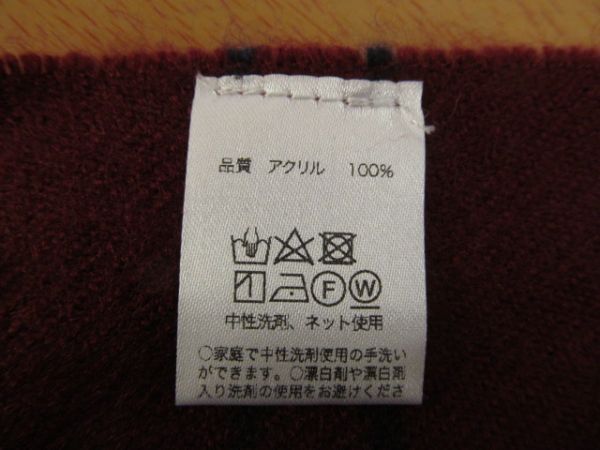 品質 アクリル 100%
F W
中性洗剤、ネット使用
○家庭で中性洗剤使用の手洗い
ができます。○漂白剤や漂白剤
入り洗剤の使用をお避けくださ